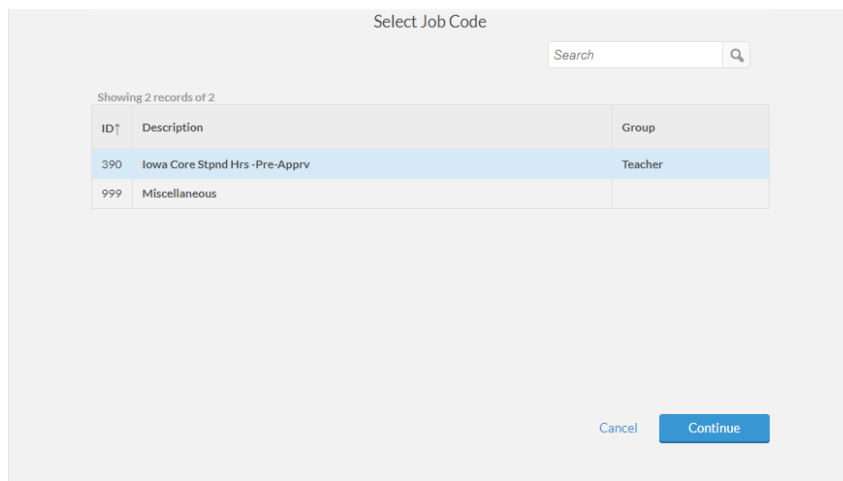 Select Job Code
Search
Showing 2 records of 2
ID↑ Description Group
390 Iowa Core Stpnd Hrs -Pre-Apprv Teacher
999 Miscellaneous
Cancel Continue